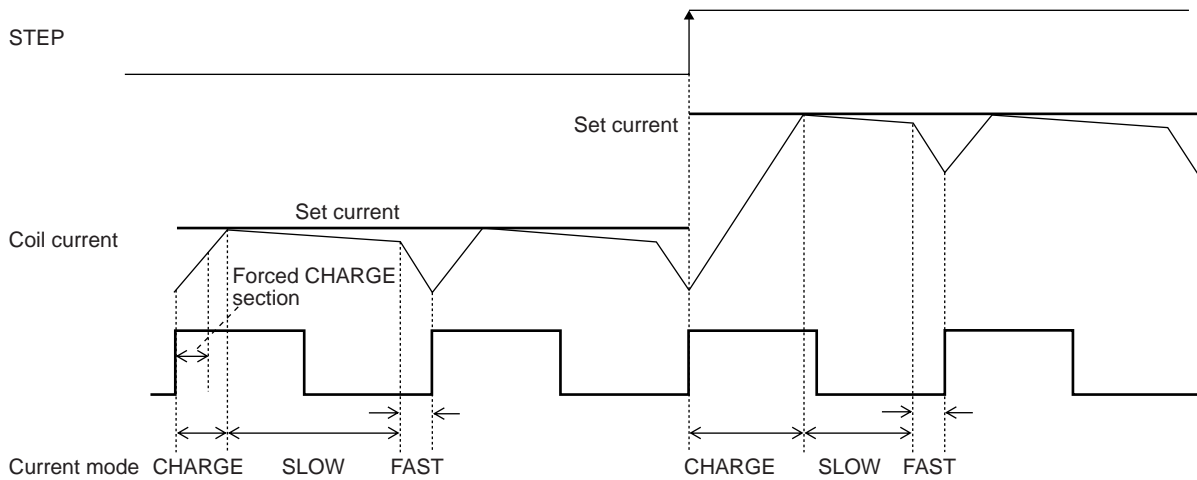 STEP
Set current
Set current
Coil current
Forced CHARGE
section
Current mode CHARGE SLOW FAST CHARGE SLOW FAST